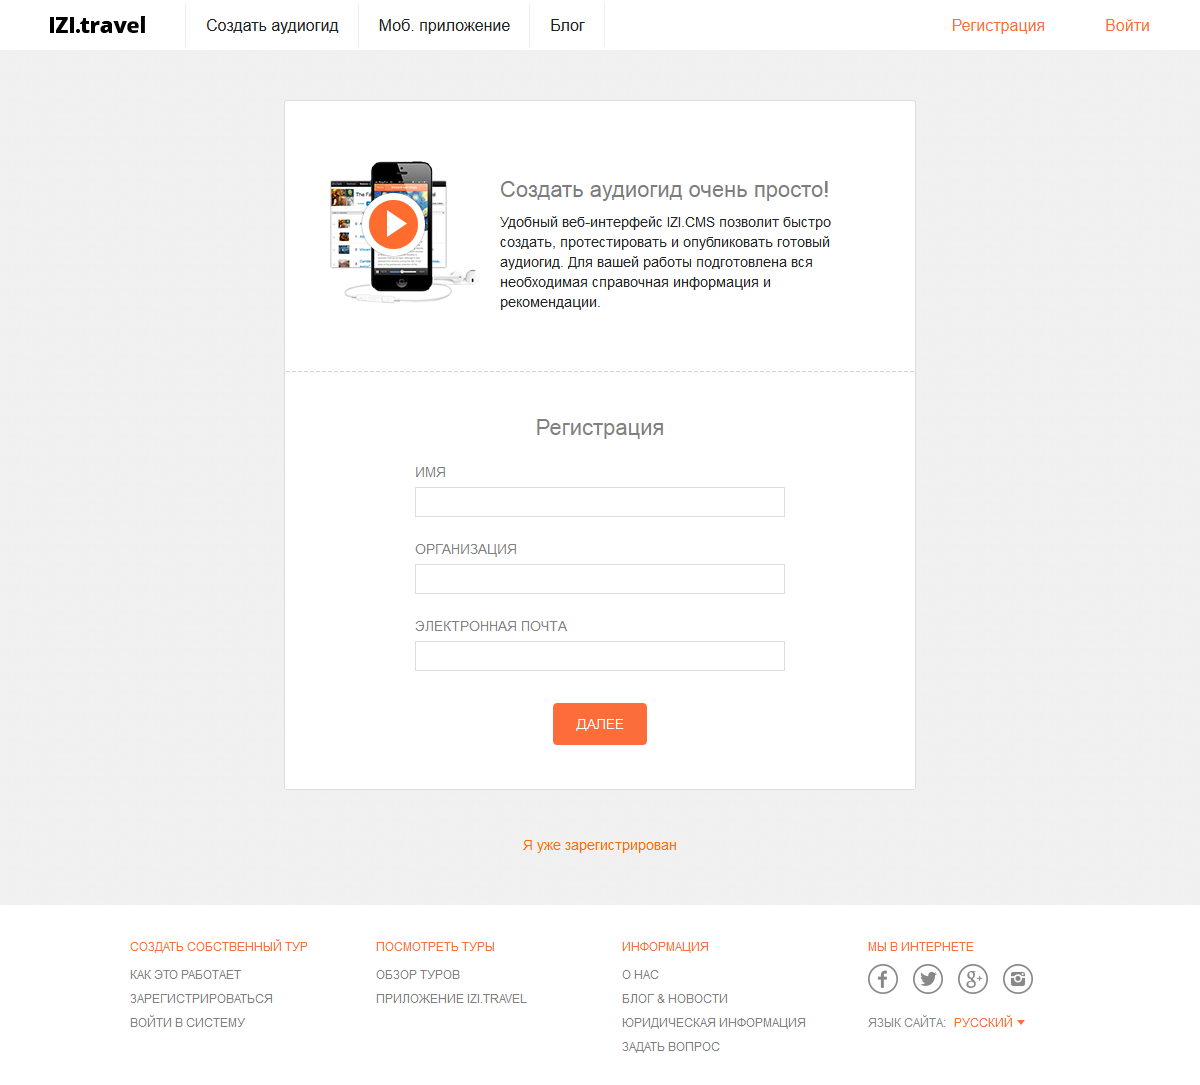 IZI.travel
Создать аудиогид
Моб. приложение
Блог
Регистрация
Войти
Создать аудиогид очень просто!
Удобный веб-интерфейс IZI.CMS позволит быстро
создать, протестировать и опубликовать готовый
аудиогид. Для вашей работы подготовлена вся
необходимая справочная информация и
рекомендации.
Регистрация
ИМЯ
ОРГАНИЗАЦИЯ
ЭЛЕКТРОННАЯ ПОЧТА
ДАЛЕЕ
Я уже зарегистрирован
СОЗДАТЬ СОБСТВЕННЫЙ ТУР
КАК ЭТО РАБОТАЕТ
ЗАРЕГИСТРИРОВАТЬСЯ
ВОЙТИ В СИСТЕМУ
ПОСМОТРЕТЬ ТУРЫ
ОБЗОР ТУРОВ
ПРИЛОЖЕНИЕ IZI.TRAVEL
ИНФОРМАЦИЯ
О НАС
БЛОГ & НОВОСТИ
ЮРИДИЧЕСКАЯ ИНФОРМАЦИЯ
ЗАДАТЬ ВОПРОС
МЫ В ИНТЕРНЕТЕ
ЯЗЫК САЙТА: РУССКИЙ